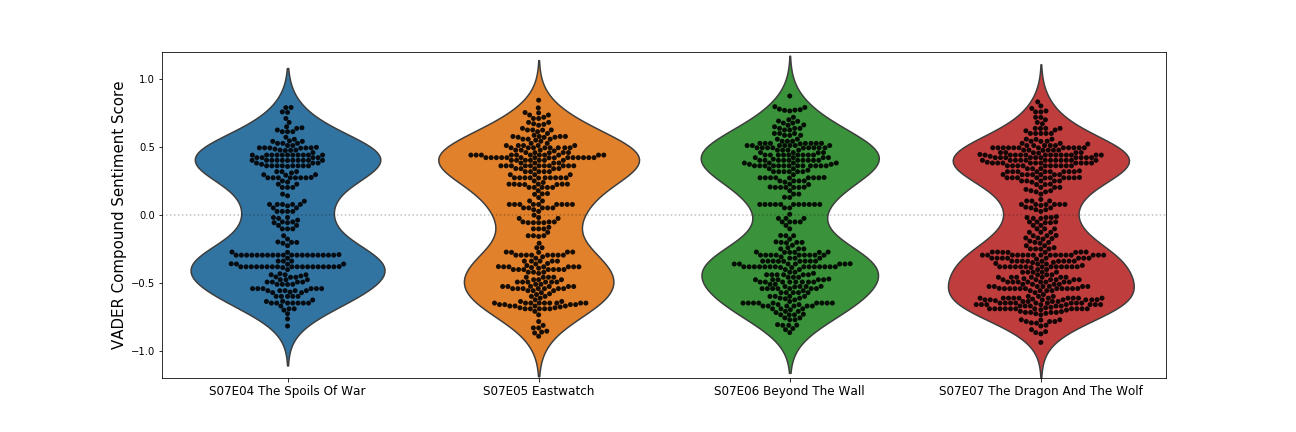 VADER Compound Sentiment Score
1.0
0.5
0.0
−0.5
−1.0
S07E04 The Spoils Of War
S07E05 Eastwatch
S07E06 Beyond The Wall
S07E07 The Dragon And The Wolf